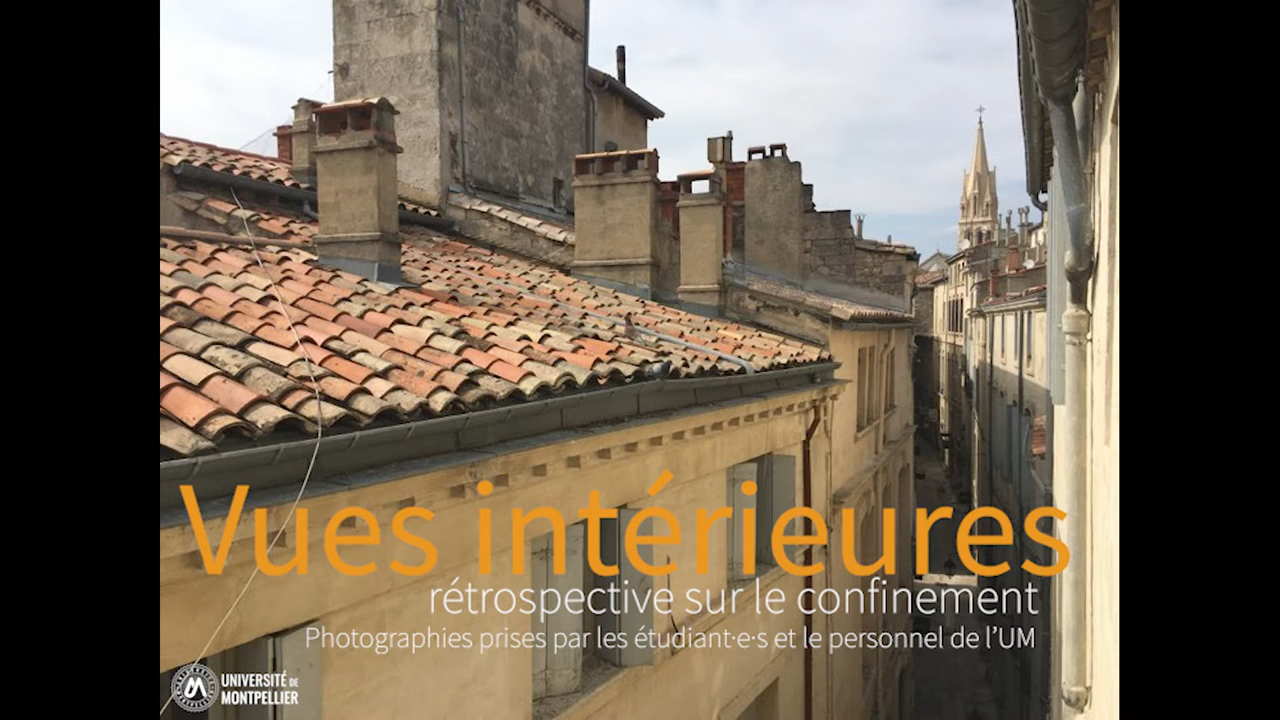 Vues intérieures
rétrospective sur le confinement
Photographies prises par les étudiant·e·s et le personnel de l'UM
UNIVERSITÉ DE
MONTPELLIER